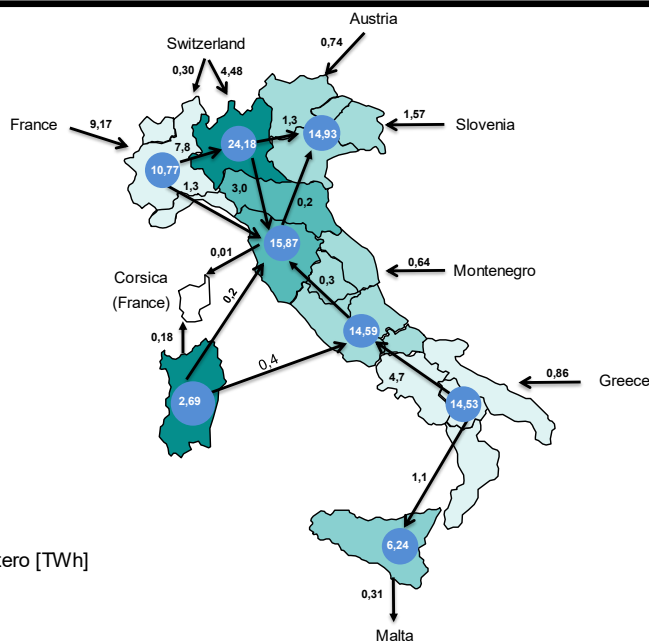 Austria
Switzerland
0,74
0,30
4,48
France
9,17
7,8
24,18
1,3
14,93
1,57
Slovenia
10,77
1,3
3,0
0,2
15,87
0,01
Corsica
(France)
0,2
0,3
0,64
Montenegro
0,18
0,4
14,59
4,7
0,86
Greece
2,69
14,53
1,1
6,24
ero [TWh]
0,31
Malta